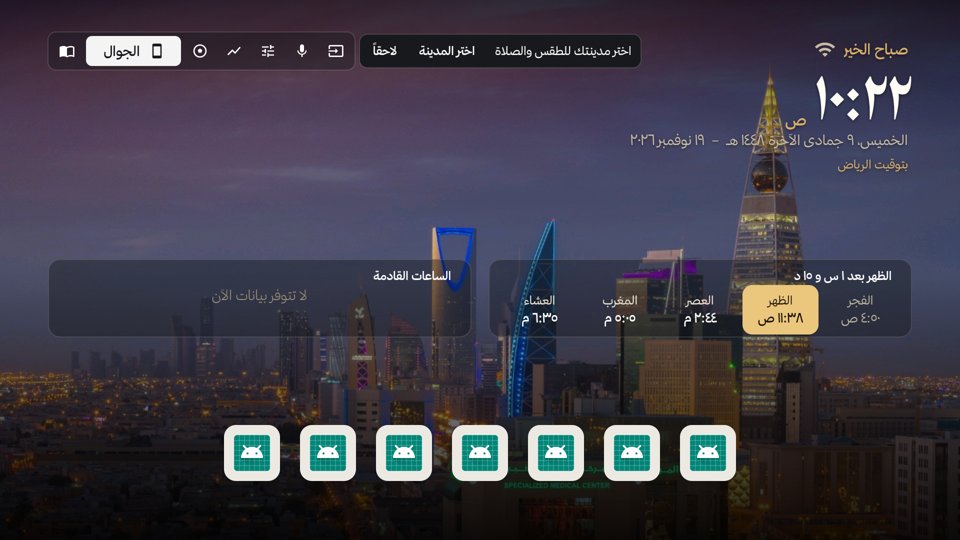 صباح الخير
١٠:٢٢ ص
الخميس، ٩ جمادى الآخرة ١٤٤٨ هـ – ١٩ نوفمبر ٢٠٢٦
بتوقيت الرياض
اختر مدينتك للطقس والصلاة
اختر المدينة
لاحقاً
الجوال
الظهر بعد ١ س و ١٥ د
الفجر
٤:٥٠ ص
الظهر
١١:٣٨ ص
العصر
٢:٤٤ م
المغرب
٥:٠٥ م
العشاء
٦:٣٥ م
الساعات القادمة
لا تتوفر بيانات الآن
SPECIALIZED MEDICAL CENTER